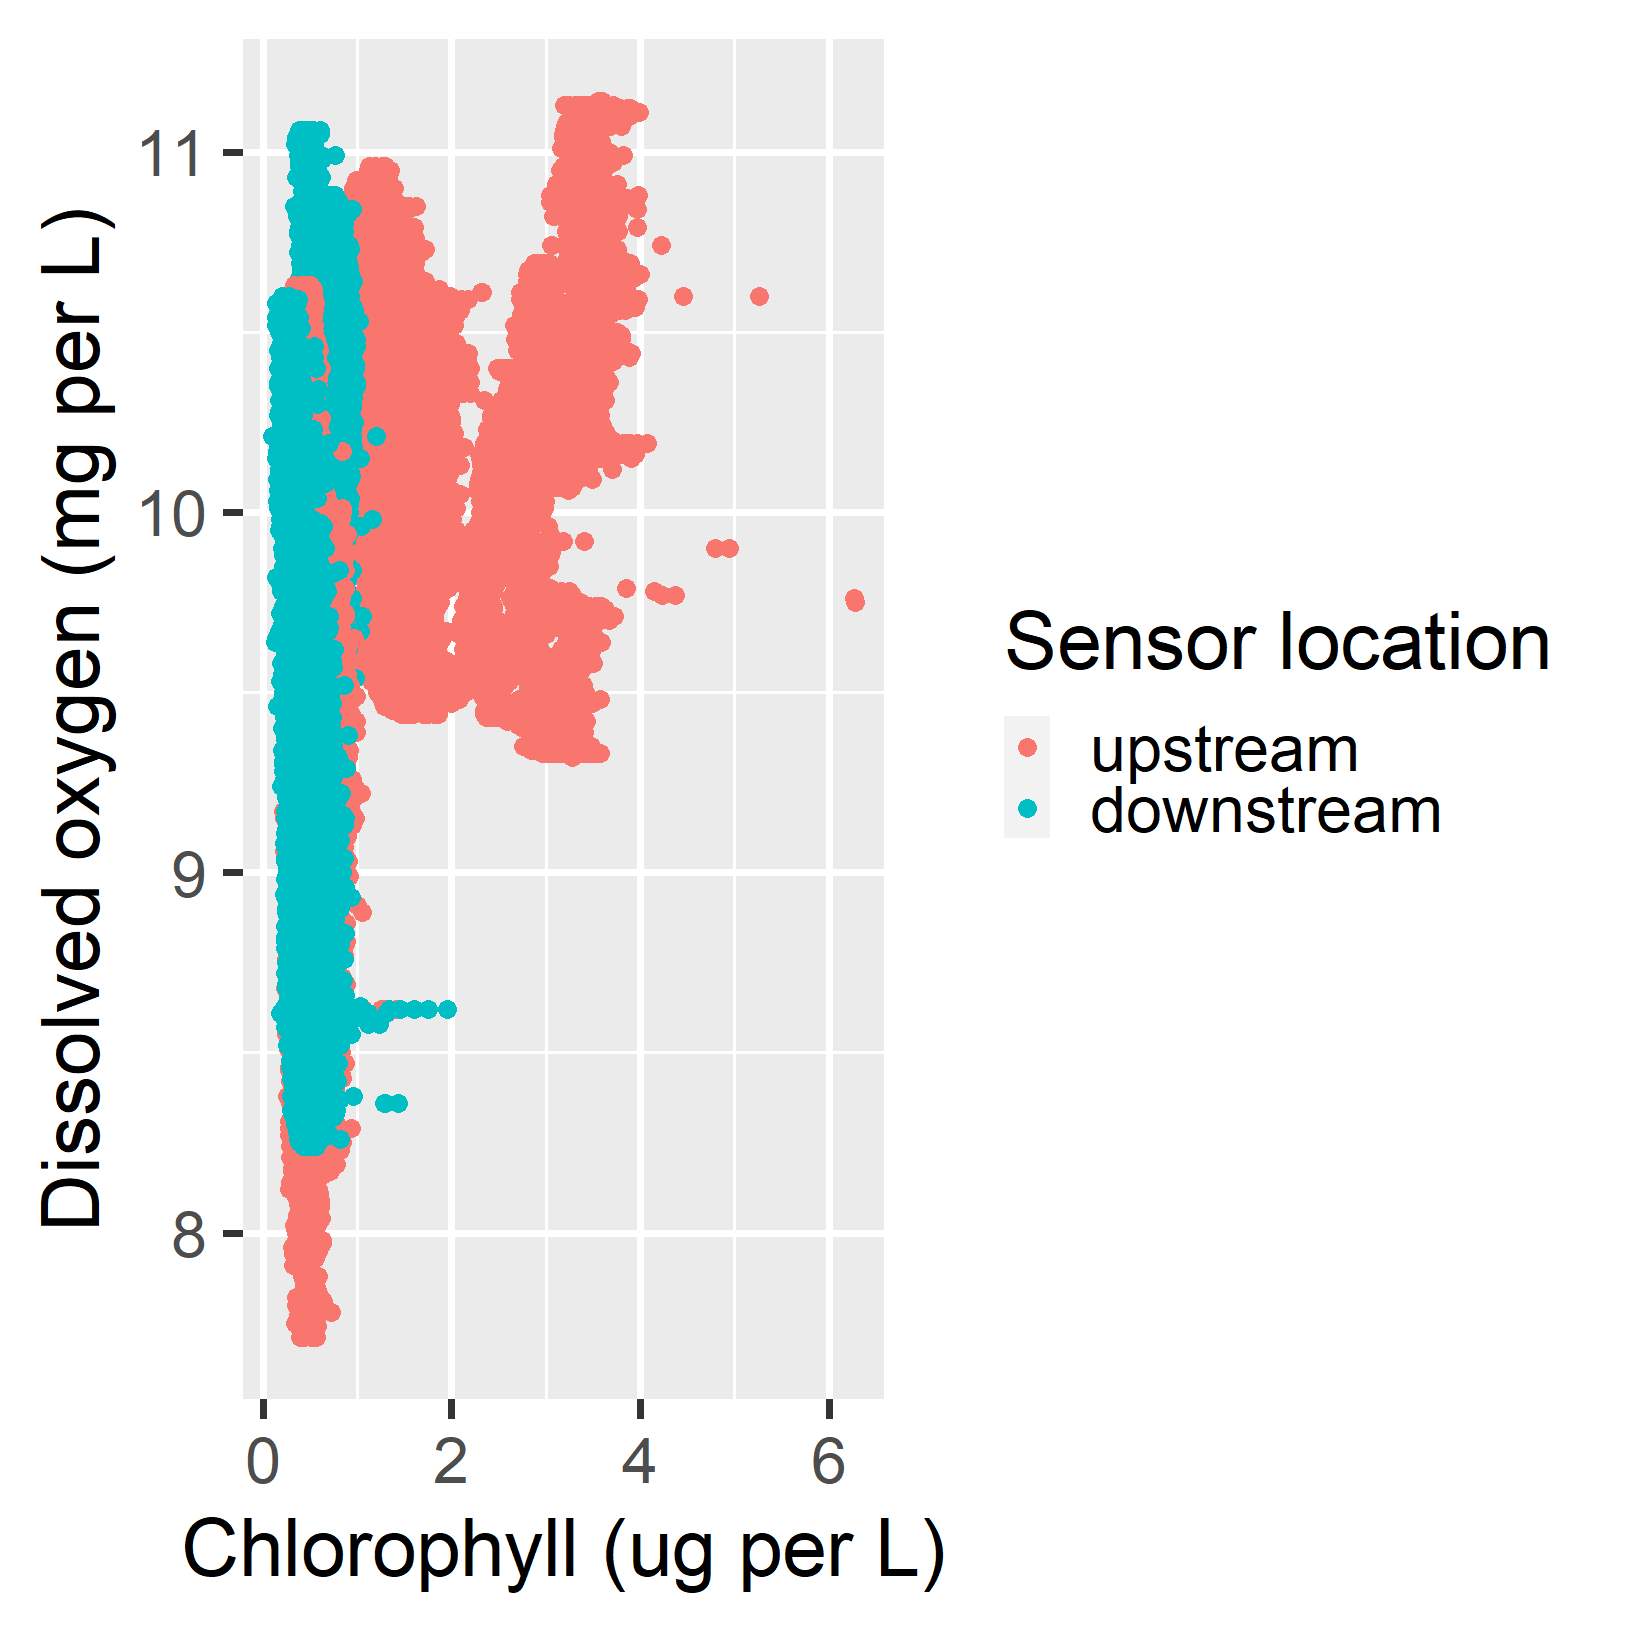 Dissolved oxygen (mg per L)
11
10
9
8
0 2 4 6
Chlorophyll (ug per L)
Sensor location
upstream
downstream